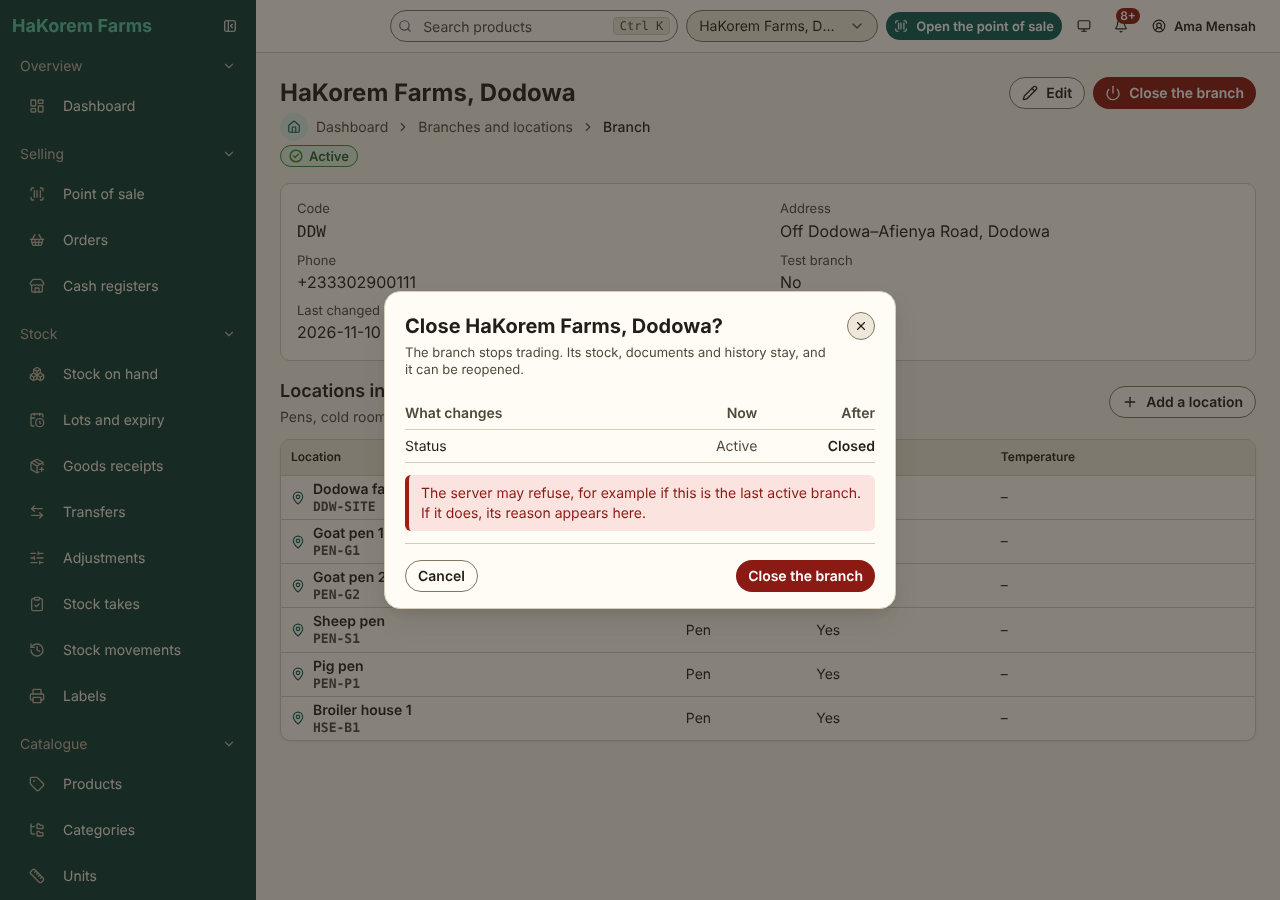 HaKorem Farms
Search products
Ctrl K
HaKorem Farms, D...
Open the point of sale
8+
Ama Mensah
Overview
Dashboard
Selling
Point of sale
Orders
Cash registers
Stock
Stock on hand
Lots and expiry
Goods receipts
Transfers
Adjustments
Stock takes
Stock movements
Labels
Catalogue
Products
Categories
Units
HaKorem Farms, Dodowa
Edit
Close the branch
Dashboard
Branches and locations
Branch
Active
Code
DDW
Address
Off Dodowa–Afienya Road, Dodowa
Phone
+233302900111
Test branch
No
Last changed
2026-11-10
Close HaKorem Farms, Dodowa?
The branch stops trading. Its stock, documents and history stay, and
it can be reopened.
What changes Now After
Status Active Closed
The server may refuse, for example if this is the last active branch.
If it does, its reason appears here.
Cancel
Close the branch
Locations in
Pens, cold room
Add a location
Location Temperature
Dodowa fa
DDW-SITE –
Goat pen 1
PEN-G1 –
Goat pen 2
PEN-G2 –
Sheep pen
PEN-S1 Pen Yes –
Pig pen
PEN-P1 Pen Yes –
Broiler house 1
HSE-B1 Pen Yes –